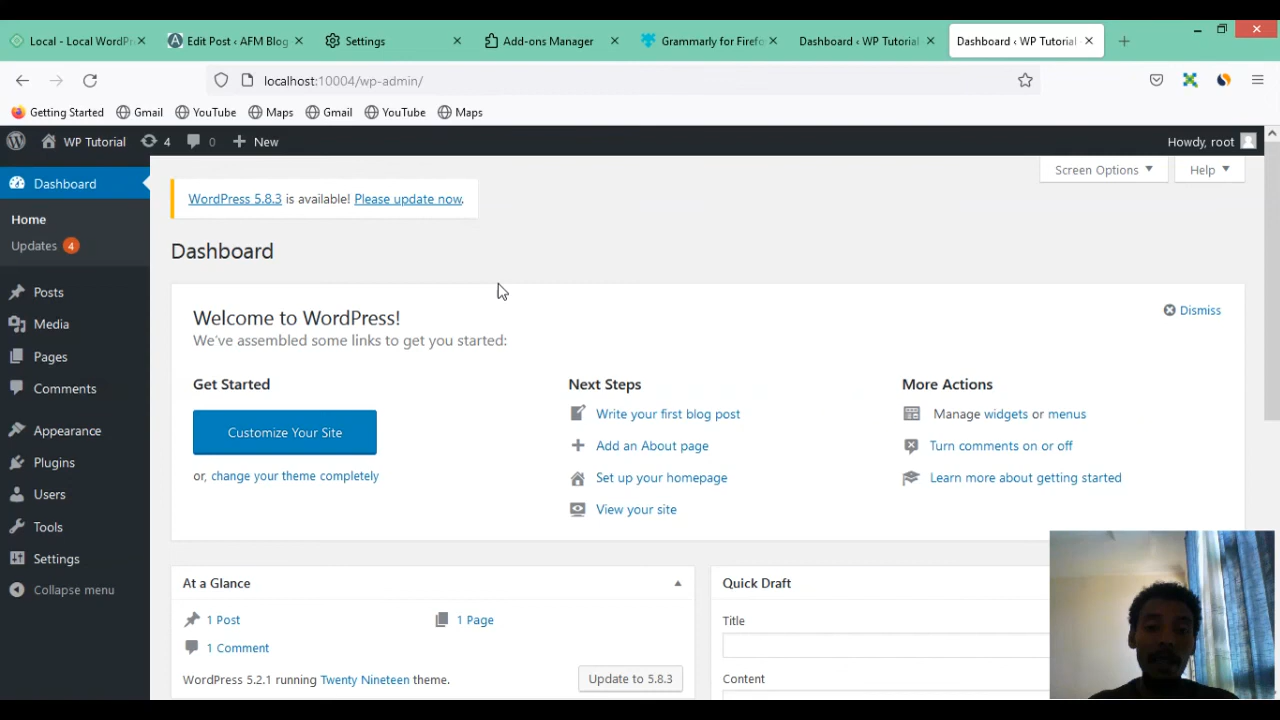 Local - Local WordPr
Edit Post ‹ AFM Blog
Settings
Add-ons Manager
Grammarly for Firefo
Dashboard ‹ WP Tutorial
Dashboard ‹ WP Tutorial
localhost:10004/wp-admin/
Getting Started
Gmail
YouTube
Maps
Gmail
YouTube
Maps
WP Tutorial
4
0
New
Howdy, root
Screen Options
Help
Dashboard
Home
Updates 4
Posts
Media
Pages
Comments
Appearance
Plugins
Users
Tools
Settings
Collapse menu
WordPress 5.8.3 is available! Please update now.
Dashboard
Welcome to WordPress!
We've assembled some links to get you started:
Dismiss
Get Started
Customize Your Site
or, change your theme completely
Next Steps
Write your first blog post
Add an About page
Set up your homepage
View your site
More Actions
Manage widgets or menus
Turn comments on or off
Learn more about getting started
At a Glance
1 Post
1 Page
1 Comment
WordPress 5.2.1 running Twenty Nineteen theme.
Update to 5.8.3
Quick Draft
Title
Content